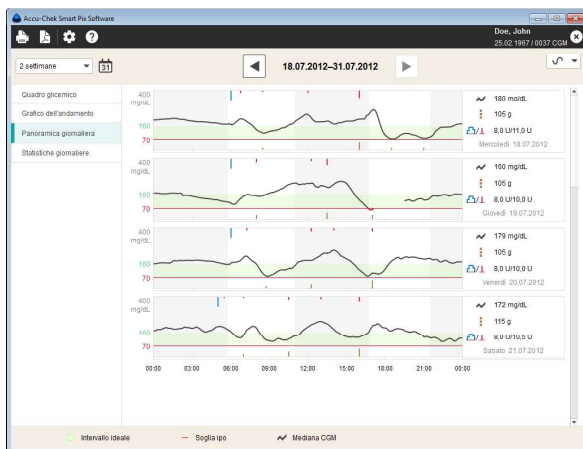 Accu-Chek Smart Pix Software
Doe, John
25.02.1967 / 0037 CGM
2 settimane
31
18.07.2012–31.07.2012
Quadro glicemico
Grafico dell'andamento
Panoramica giornaliera
Statistiche giornaliere
400
mg/dL
160
70
180 mg/dL
105 g
8,0 U/11,0 U
Mercoledì 18.07.2012
400
mg/dL
160
70
160 mg/dL
105 g
8,0 U/10,0 U
Giovedì 19.07.2012
400
mg/dL
160
70
179 mg/dL
105 g
8,0 U/10,0 U
Venerdì 20.07.2012
400
mg/dL
160
70
172 mg/dL
115 g
8,0 U/10,5 U
Sabato 21.07.2012
00:00 03:00 06:00 09:00 12:00 15:00 18:00 21:00 00:00
Intervallo ideale Soglia ipo Mediana CGM